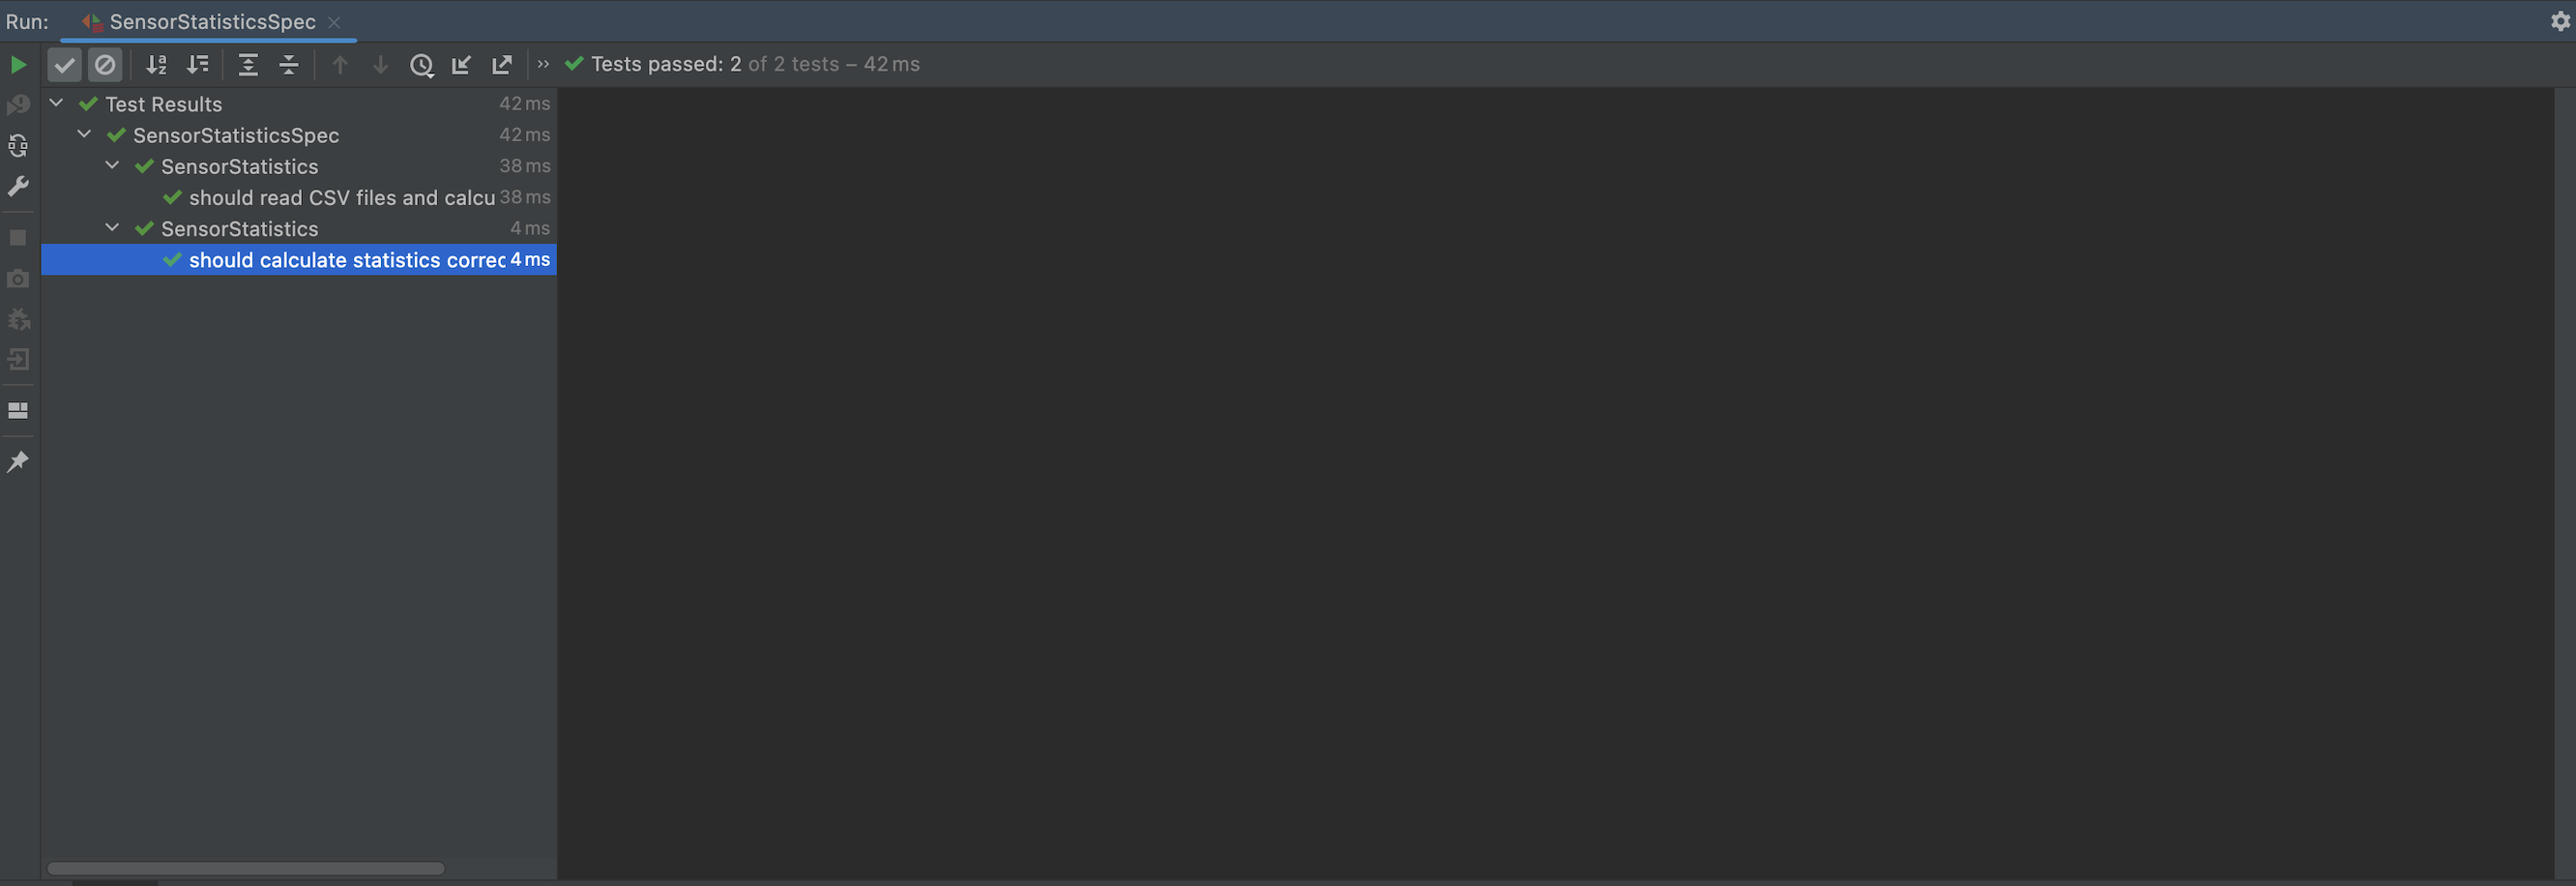 Run: SensorStatisticsSpec
Tests passed: 2 of 2 tests – 42 ms
Test Results 42 ms
SensorStatisticsSpec 42 ms
SensorStatistics 38 ms
should read CSV files and calcu 38 ms
SensorStatistics 4 ms
should calculate statistics correc 4 ms